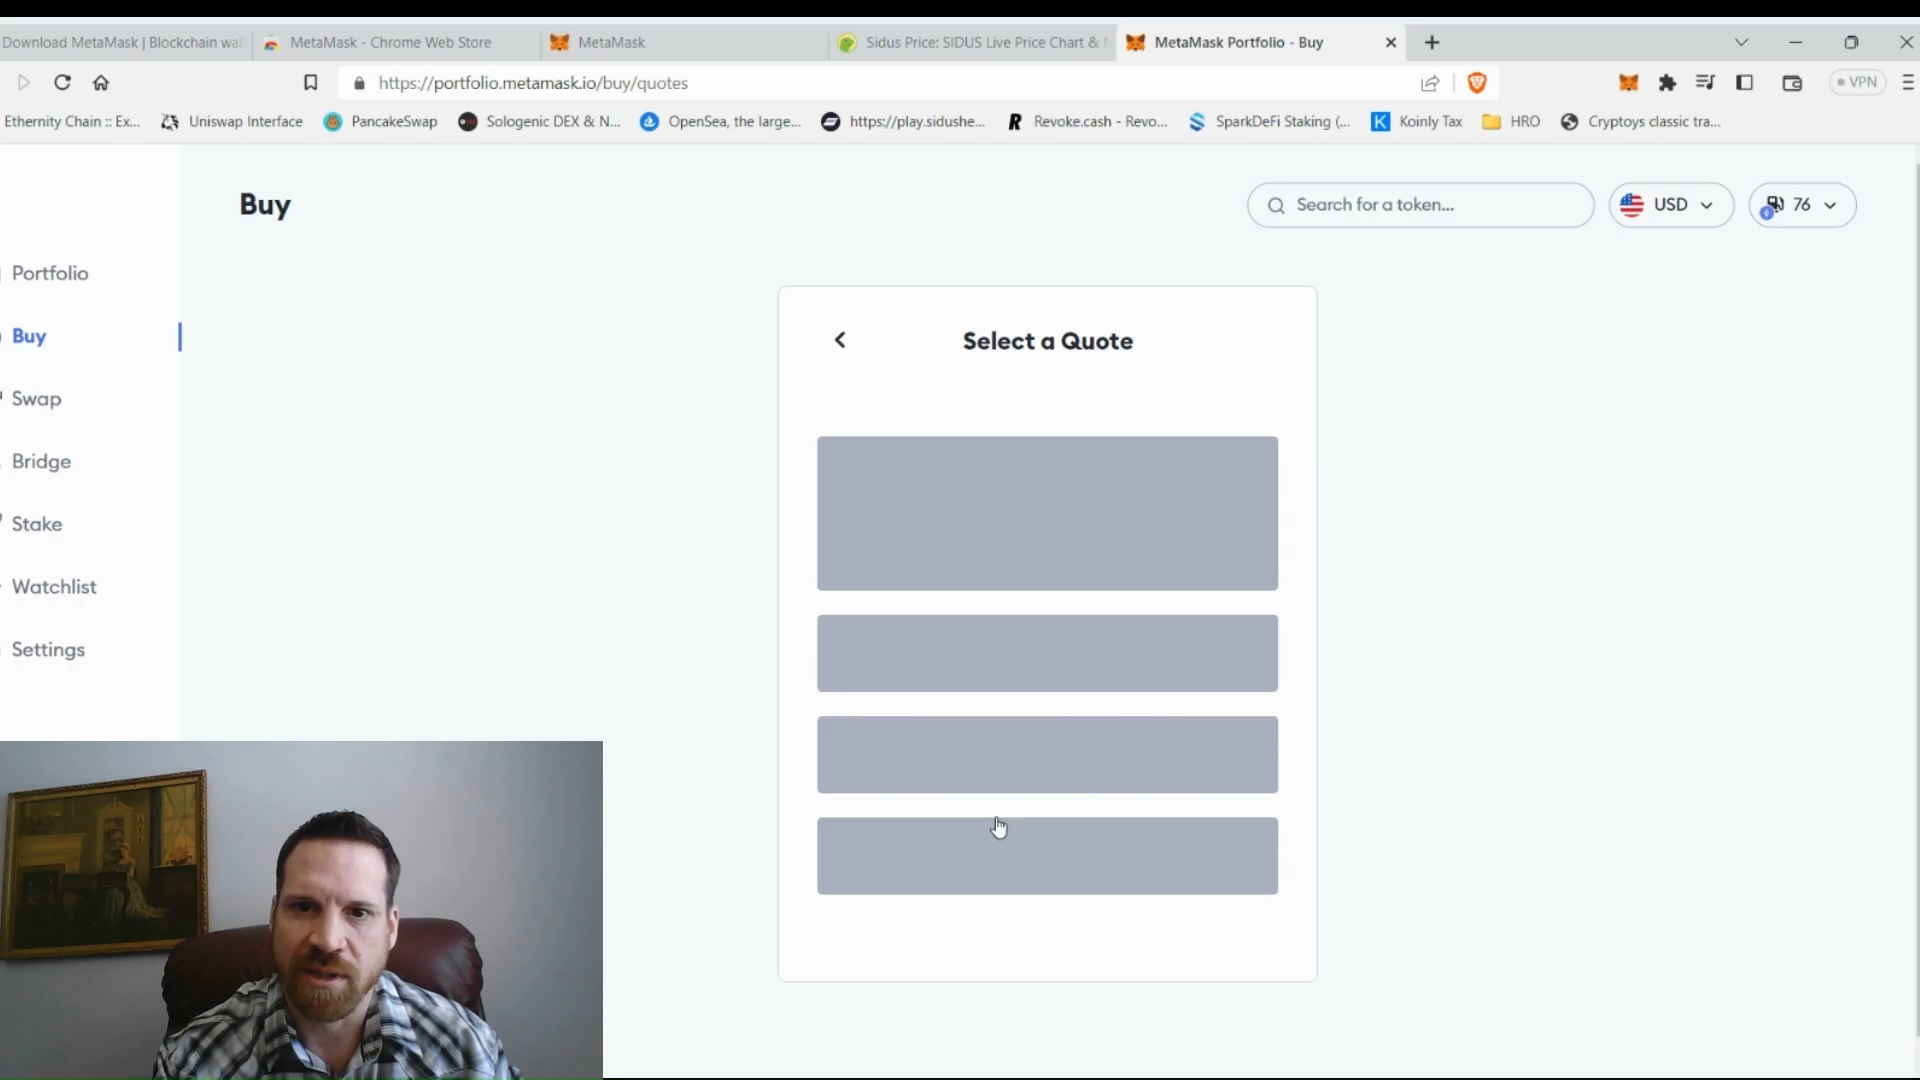 Download MetaMask | Blockchain wal
MetaMask - Chrome Web Store
MetaMask
Sidus Price: SIDUS Live Price Chart &
MetaMask Portfolio - Buy
https://portfolio.metamask.io/buy/quotes
VPN
Ethernity Chain :: Ex...
Uniswap Interface
PancakeSwap
Sologenic DEX & N...
OpenSea, the large...
https://play.sidushe...
Revoke.cash - Revo...
SparkDeFi Staking (...
K
Koinly Tax
HRO
Cryptoys classic tra...
Buy
Search for a token...
USD
76
Portfolio
Buy
Swap
Bridge
Stake
Watchlist
Settings
Select a Quote